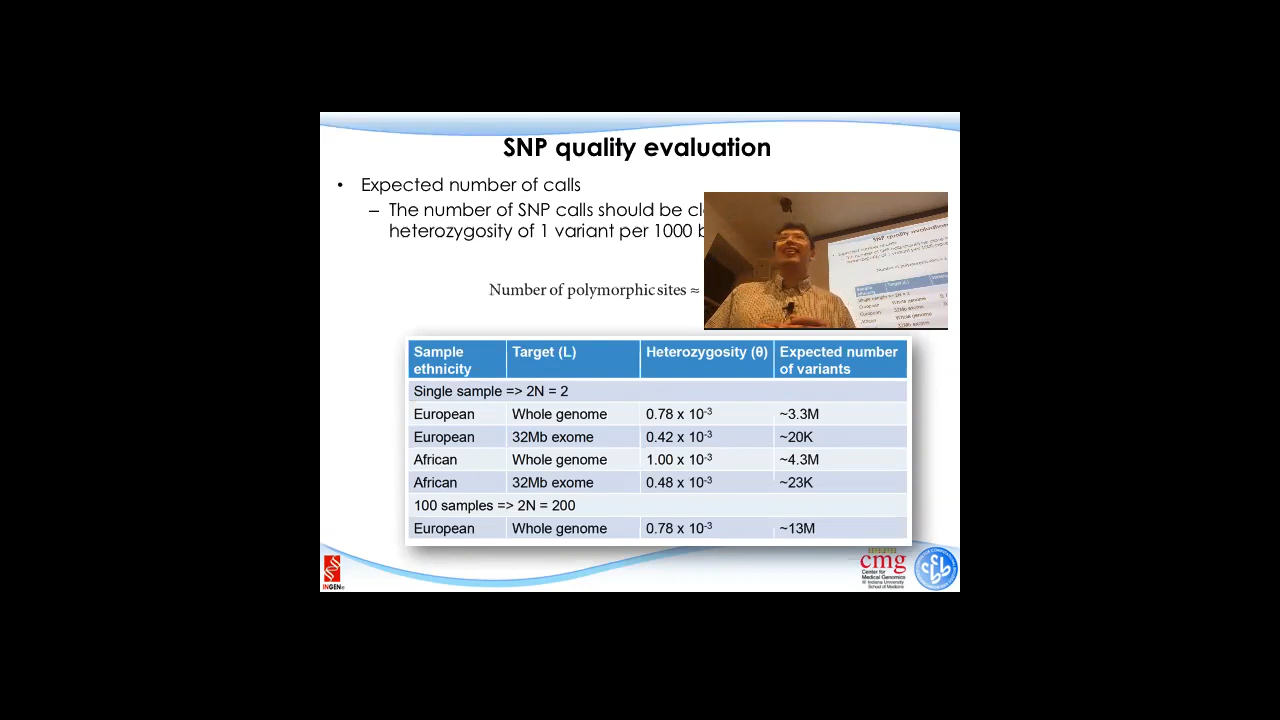 SNP quality evaluation
• Expected number of calls
– The number of SNP calls should be
heterozygosity of 1 variant per 1000
Number of polymorphic sites ≈
Sample ethnicity Target (L) Heterozygosity (θ) Expected number of variants
Single sample => 2N = 2
European Whole genome 0.78 x 10-3 ~3.3M
European 32Mb exome 0.42 x 10-3 ~20K
African Whole genome 1.00 x 10-3 ~4.3M
African 32Mb exome 0.48 x 10-3 ~23K
100 samples => 2N = 200
European Whole genome 0.78 x 10-3 ~13M
INGEN
cmg
Center for
Medical Genomics
@ Indiana University
School of Medicine
SNP quality evaluation